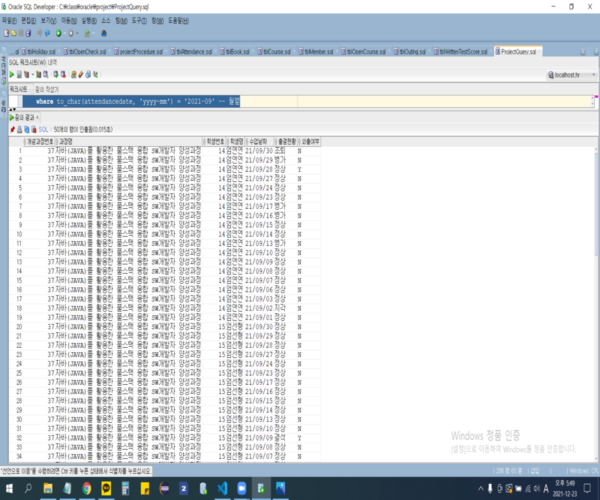 Oracle SQL Developer : C:₩class₩oracle₩project₩ProjectQuery.sql
파일(F) 편집(E) 보기(V) 이동(N) 실행(R) 소스 팀(M) 도구(T) 창(W) 도움말(H)
tblHoliday.sql tblOpenCheck.sql projectProcedure.sql tblAttendance.sql tblBook.sql tblCourse.sql tblMember.sql tblOpenCourse.sql tblOuting.sql tblWrittenTestScore.sql ProjectQuery.sql
SQL 워크시트(W) 내역
localhost.hr
워크시트 질의 작성기
where to_char(attendancedate, 'yyyy-mm') = '2021-09' -- 월별
질의 결과
SQL | 50개의 행이 인출됨(0.015초)
개설과정번호 과정명 학생번호 학생명 수업날짜 출결현황 외출여부
1 37 자바(JAVA)를 활용한 풀스택 융합 SW개발자 양성과정 14 엄연연 21/09/30 조퇴 N
2 37 자바(JAVA)를 활용한 풀스택 융합 SW개발자 양성과정 14 엄연연 21/09/29 병가 N
3 37 자바(JAVA)를 활용한 풀스택 융합 SW개발자 양성과정 14 엄연연 21/09/28 정상 Y
4 37 자바(JAVA)를 활용한 풀스택 융합 SW개발자 양성과정 14 엄연연 21/09/27 정상 N
5 37 자바(JAVA)를 활용한 풀스택 융합 SW개발자 양성과정 14 엄연연 21/09/24 정상 N
6 37 자바(JAVA)를 활용한 풀스택 융합 SW개발자 양성과정 14 엄연연 21/09/23 정상 N
7 37 자바(JAVA)를 활용한 풀스택 융합 SW개발자 양성과정 14 엄연연 21/09/17 병가 N
8 37 자바(JAVA)를 활용한 풀스택 융합 SW개발자 양성과정 14 엄연연 21/09/16 병가 N
9 37 자바(JAVA)를 활용한 풀스택 융합 SW개발자 양성과정 14 엄연연 21/09/15 정상 N
10 37 자바(JAVA)를 활용한 풀스택 융합 SW개발자 양성과정 14 엄연연 21/09/14 정상 N
11 37 자바(JAVA)를 활용한 풀스택 융합 SW개발자 양성과정 14 엄연연 21/09/13 병가 N
12 37 자바(JAVA)를 활용한 풀스택 융합 SW개발자 양성과정 14 엄연연 21/09/10 정상 N
13 37 자바(JAVA)를 활용한 풀스택 융합 SW개발자 양성과정 14 엄연연 21/09/09 정상 N
14 37 자바(JAVA)를 활용한 풀스택 융합 SW개발자 양성과정 14 엄연연 21/09/08 정상 N
15 37 자바(JAVA)를 활용한 풀스택 융합 SW개발자 양성과정 14 엄연연 21/09/07 정상 N
16 37 자바(JAVA)를 활용한 풀스택 융합 SW개발자 양성과정 14 엄연연 21/09/06 정상 N
17 37 자바(JAVA)를 활용한 풀스택 융합 SW개발자 양성과정 14 엄연연 21/09/03 정상 N
18 37 자바(JAVA)를 활용한 풀스택 융합 SW개발자 양성과정 14 엄연연 21/09/02 지각 N
19 37 자바(JAVA)를 활용한 풀스택 융합 SW개발자 양성과정 14 엄연연 21/09/01 정상 N
20 37 자바(JAVA)를 활용한 풀스택 융합 SW개발자 양성과정 15 엄선형 21/09/30 정상 N
21 37 자바(JAVA)를 활용한 풀스택 융합 SW개발자 양성과정 15 엄선형 21/09/29 정상 N
22 37 자바(JAVA)를 활용한 풀스택 융합 SW개발자 양성과정 15 엄선형 21/09/28 정상 N
23 37 자바(JAVA)를 활용한 풀스택 융합 SW개발자 양성과정 15 엄선형 21/09/27 정상 N
24 37 자바(JAVA)를 활용한 풀스택 융합 SW개발자 양성과정 15 엄선형 21/09/24 정상 N
25 37 자바(JAVA)를 활용한 풀스택 융합 SW개발자 양성과정 15 엄선형 21/09/23 정상 N
26 37 자바(JAVA)를 활용한 풀스택 융합 SW개발자 양성과정 15 엄선형 21/09/17 정상 N
27 37 자바(JAVA)를 활용한 풀스택 융합 SW개발자 양성과정 15 엄선형 21/09/16 정상 N
28 37 자바(JAVA)를 활용한 풀스택 융합 SW개발자 양성과정 15 엄선형 21/09/15 정상 N
29 37 자바(JAVA)를 활용한 풀스택 융합 SW개발자 양성과정 15 엄선형 21/09/14 정상 N
30 37 자바(JAVA)를 활용한 풀스택 융합 SW개발자 양성과정 15 엄선형 21/09/13 정상 N
31 37 자바(JAVA)를 활용한 풀스택 융합 SW개발자 양성과정 15 엄선형 21/09/10 정상 N
32 37 자바(JAVA)를 활용한 풀스택 융합 SW개발자 양성과정 15 엄선형 21/09/09 결석 Y
33 37 자바(JAVA)를 활용한 풀스택 융합 SW개발자 양성과정 15 엄선형 21/09/08 정상 N
34 37 자바(JAVA)를 활용한 풀스택 융합 SW개발자 양성과정 15 엄선형 21/09/07 정상 N
Windows 정품 인증
[설정]으로 이동하여 Windows를 정품 인증합니다.
"선언으로 이동"을 수행하려면 Ctrl 키를 누른 상태에서 식별자를 누르십시오
삽입 Windows: CR
오후 5:49
2021-12-23